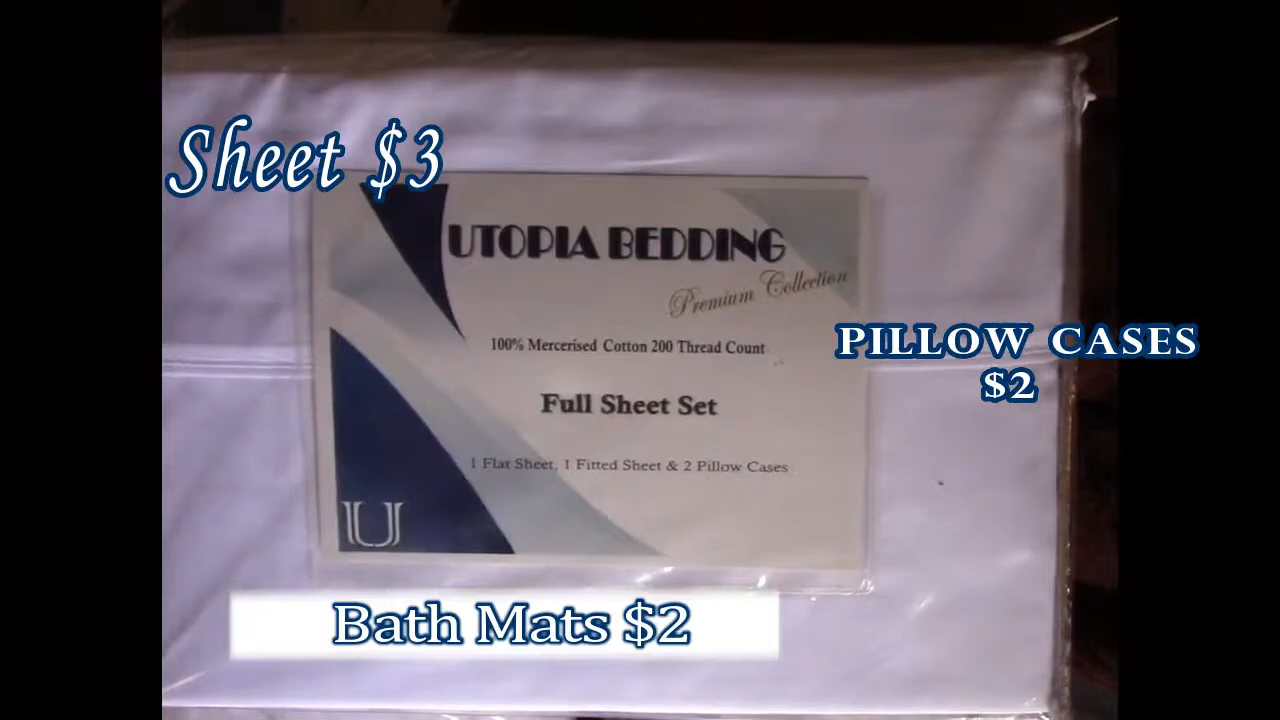 Sheet $3
UTOPIA BEDDING
Premium Collection
100% Mercerised Cotton 200 Thread Count
PILLOW CASES
$2
Full Sheet Set
1 Flat Sheet, 1 Fitted Sheet & 2 Pillow Cases
U
Bath Mats $2